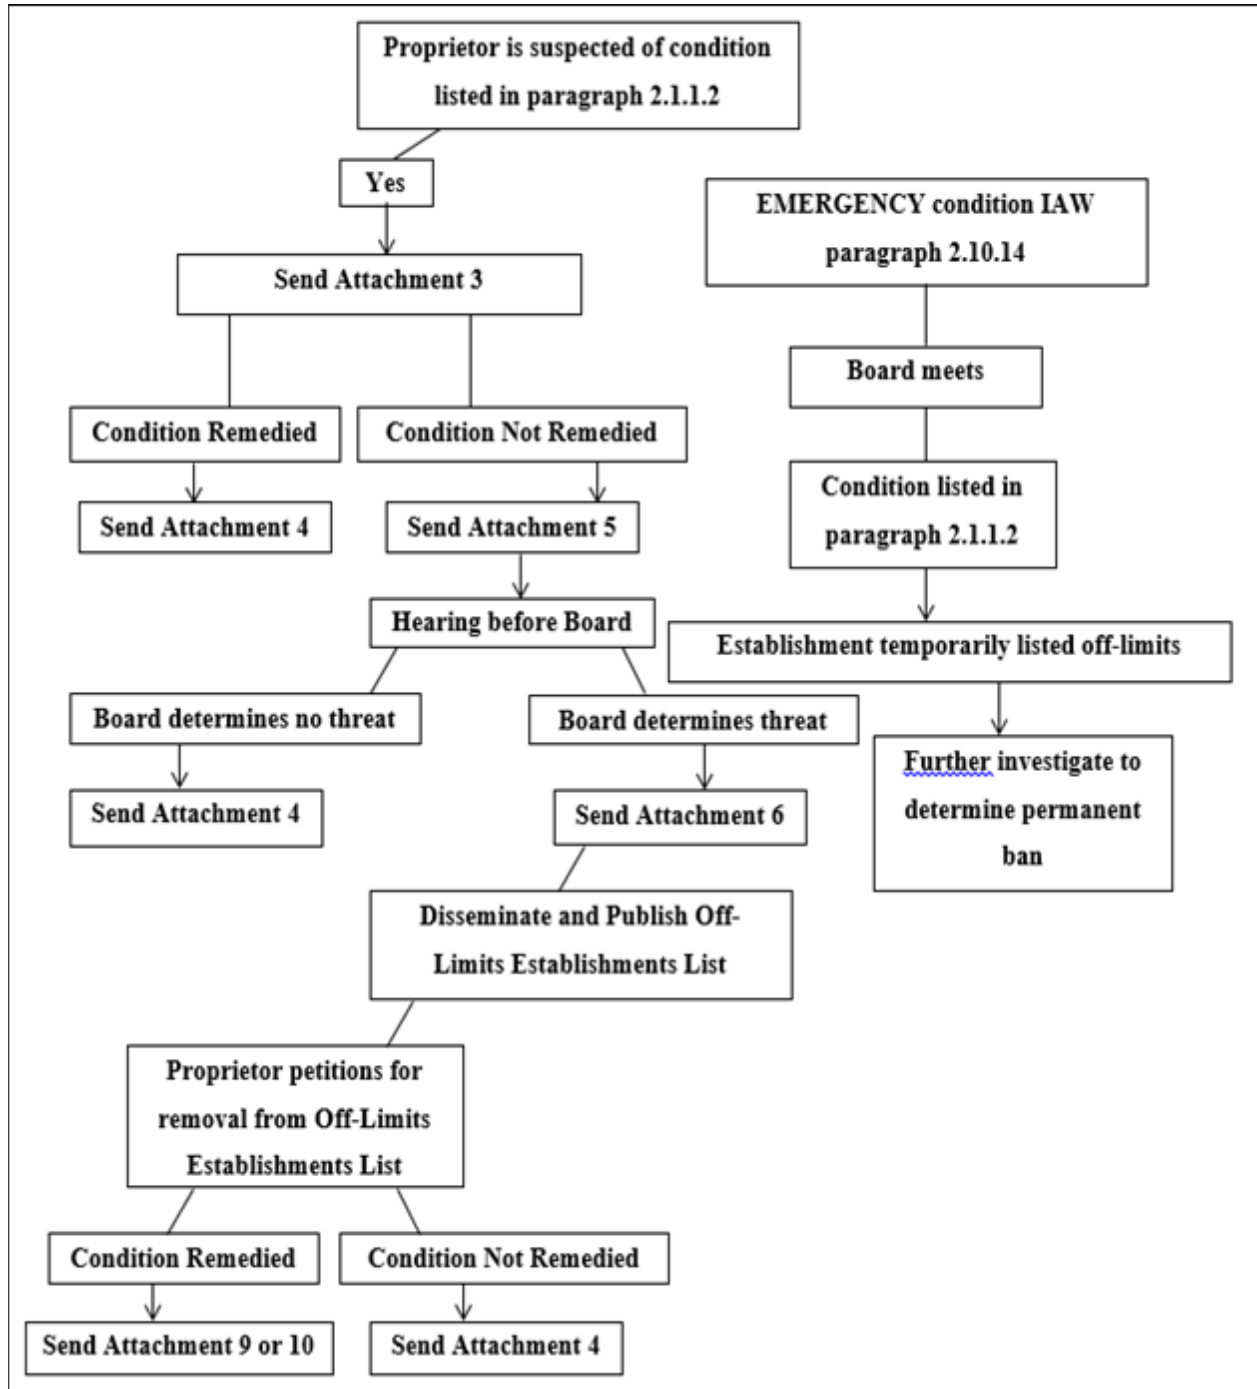 Proprietor is suspected of condition
listed in paragraph 2.1.1.2
Yes
Send Attachment 3
Condition Remedied
Condition Not Remedied
Send Attachment 4
Send Attachment 5
Hearing before Board
Board determines no threat
Board determines threat
Send Attachment 4
Send Attachment 6
Disseminate and Publish Off-
Limits Establishments List
Proprietor petitions for
removal from Off-Limits
Establishments List
Condition Remedied
Condition Not Remedied
Send Attachment 9 or 10
Send Attachment 4
EMERGENCY condition IAW
paragraph 2.10.14
Board meets
Condition listed in
paragraph 2.1.1.2
Establishment temporarily listed off-limits
Further investigate to
determine permanent
ban